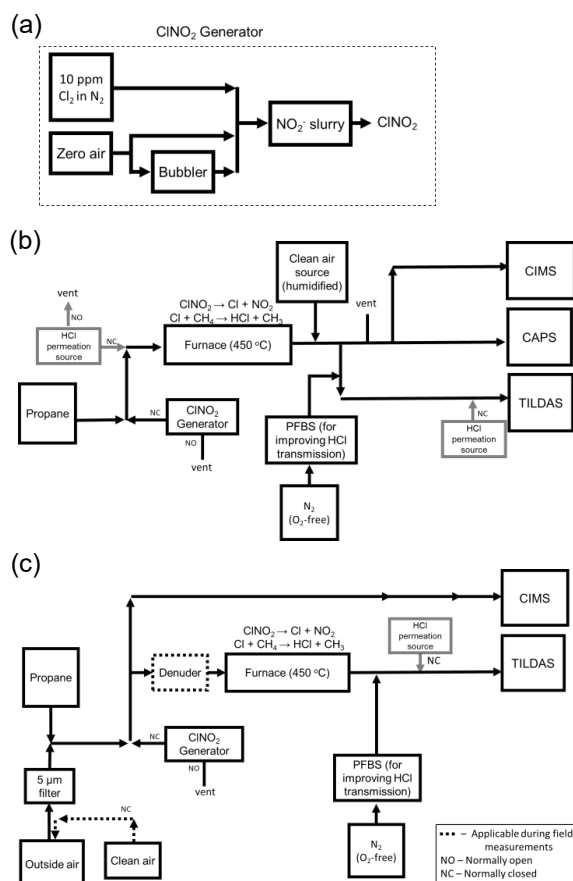 (a)
ClNO2 Generator
10 ppm
Cl2 in N2
Zero air
Bubbler
NO2- slurry
ClNO2
(b)
vent
NO
HCl
permeation
source
NC
ClNO2 → Cl + NO2
Cl + CH4 → HCl + CH3
Furnace (450 °C)
Clean air
source
(humidified)
vent
CIMS
CAPS
TILDAS
Propane
NC
ClNO2
Generator
NO
vent
PFBS (for
improving HCl
transmission)
N2
(O2-free)
NC
HCl
permeation
source
(c)
CIMS
ClNO2 → Cl + NO2
Cl + CH4 → HCl + CH3
HCl
permeation
source
NC
TILDAS
Propane
Denuder
Furnace (450 °C)
NC
ClNO2
Generator
NO
vent
5 µm
filter
NC
Outside air
Clean air
PFBS (for
improving HCl
transmission)
N2
(O2-free)
– Applicable during field
measurements
NO – Normally open
NC – Normally closed